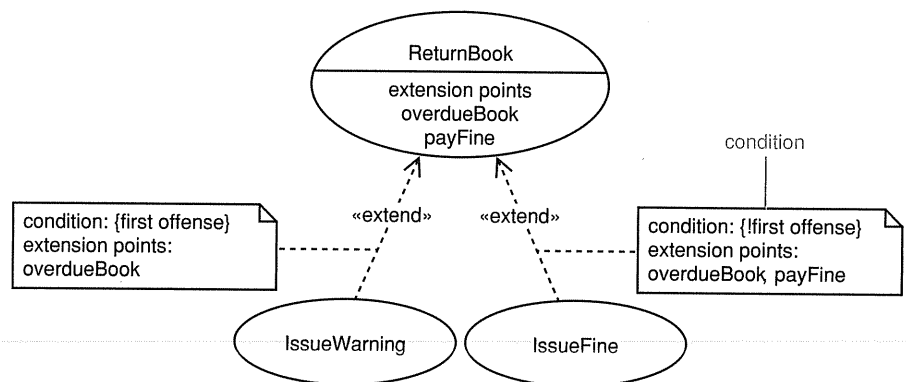 ReturnBook
extension points
overdueBook
payFine
condition
«extend»
«extend»
condition: {first offense}
extension points:
overdueBook
condition: {!first offense}
extension points:
overdueBook, payFine
IssueWarning
IssueFine